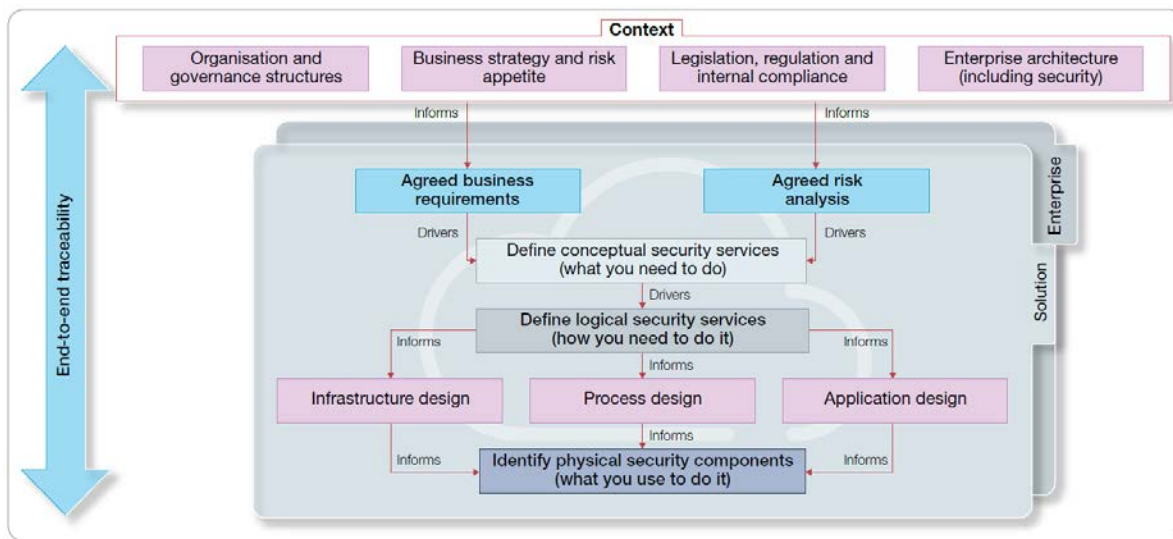 Context
Organisation and
governance structures
Business strategy and risk
appetite
Legislation, regulation and
internal compliance
Enterprise architecture
(including security)
Informs
Informs
Agreed business
requirements
Agreed risk
analysis
Enterprise
Solution
End-to-end traceability
Drivers
Drivers
Define conceptual security services
(what you need to do)
Drivers
Define logical security services
(how you need to do it)
Informs
Informs
Informs
Infrastructure design
Process design
Application design
Informs
Informs
Informs
Identify physical security components
(what you use to do it)